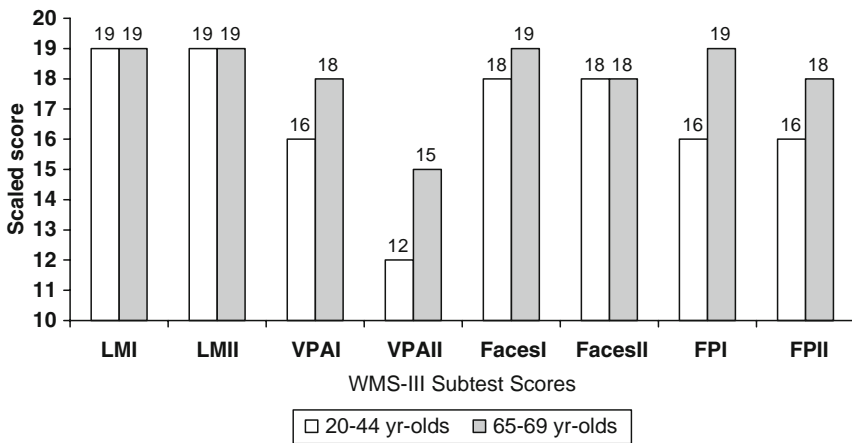 20
19
18
17
16
15
14
13
12
11
10
Scaled score
19 19 19 19 16 18 12 15 18 19 18 18 16 19 16 18
LMI LMII VPAI VPAII FacesI FacesII FPI FPII
WMS-III Subtest Scores
20-44 yr-olds 65-69 yr-olds